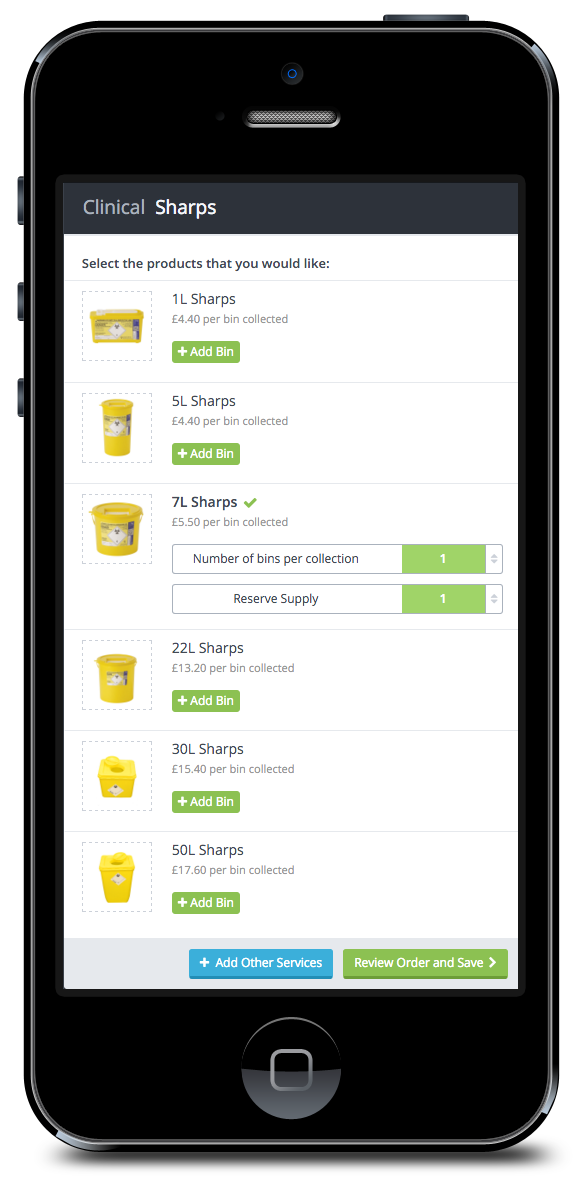 Clinical Sharps
Select the products that you would like:
1L Sharps
£4.40 per bin collected
+ Add Bin
5L Sharps
£4.40 per bin collected
+ Add Bin
7L Sharps ✔
£5.50 per bin collected
Number of bins per collection 1
Reserve Supply 1
22L Sharps
£13.20 per bin collected
+ Add Bin
30L Sharps
£15.40 per bin collected
+ Add Bin
50L Sharps
£17.60 per bin collected
+ Add Bin
+ Add Other Services Review Order and Save >